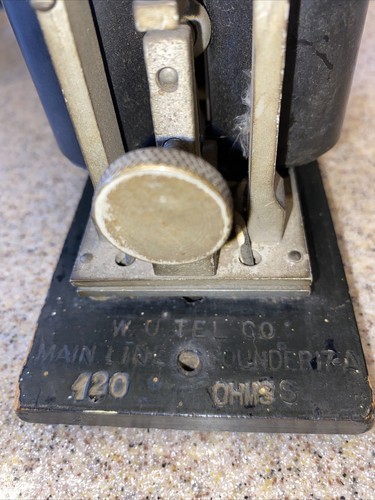 W. U. TEL. CO
MAIN LINE SOUNDER 17-A
120 OHMS